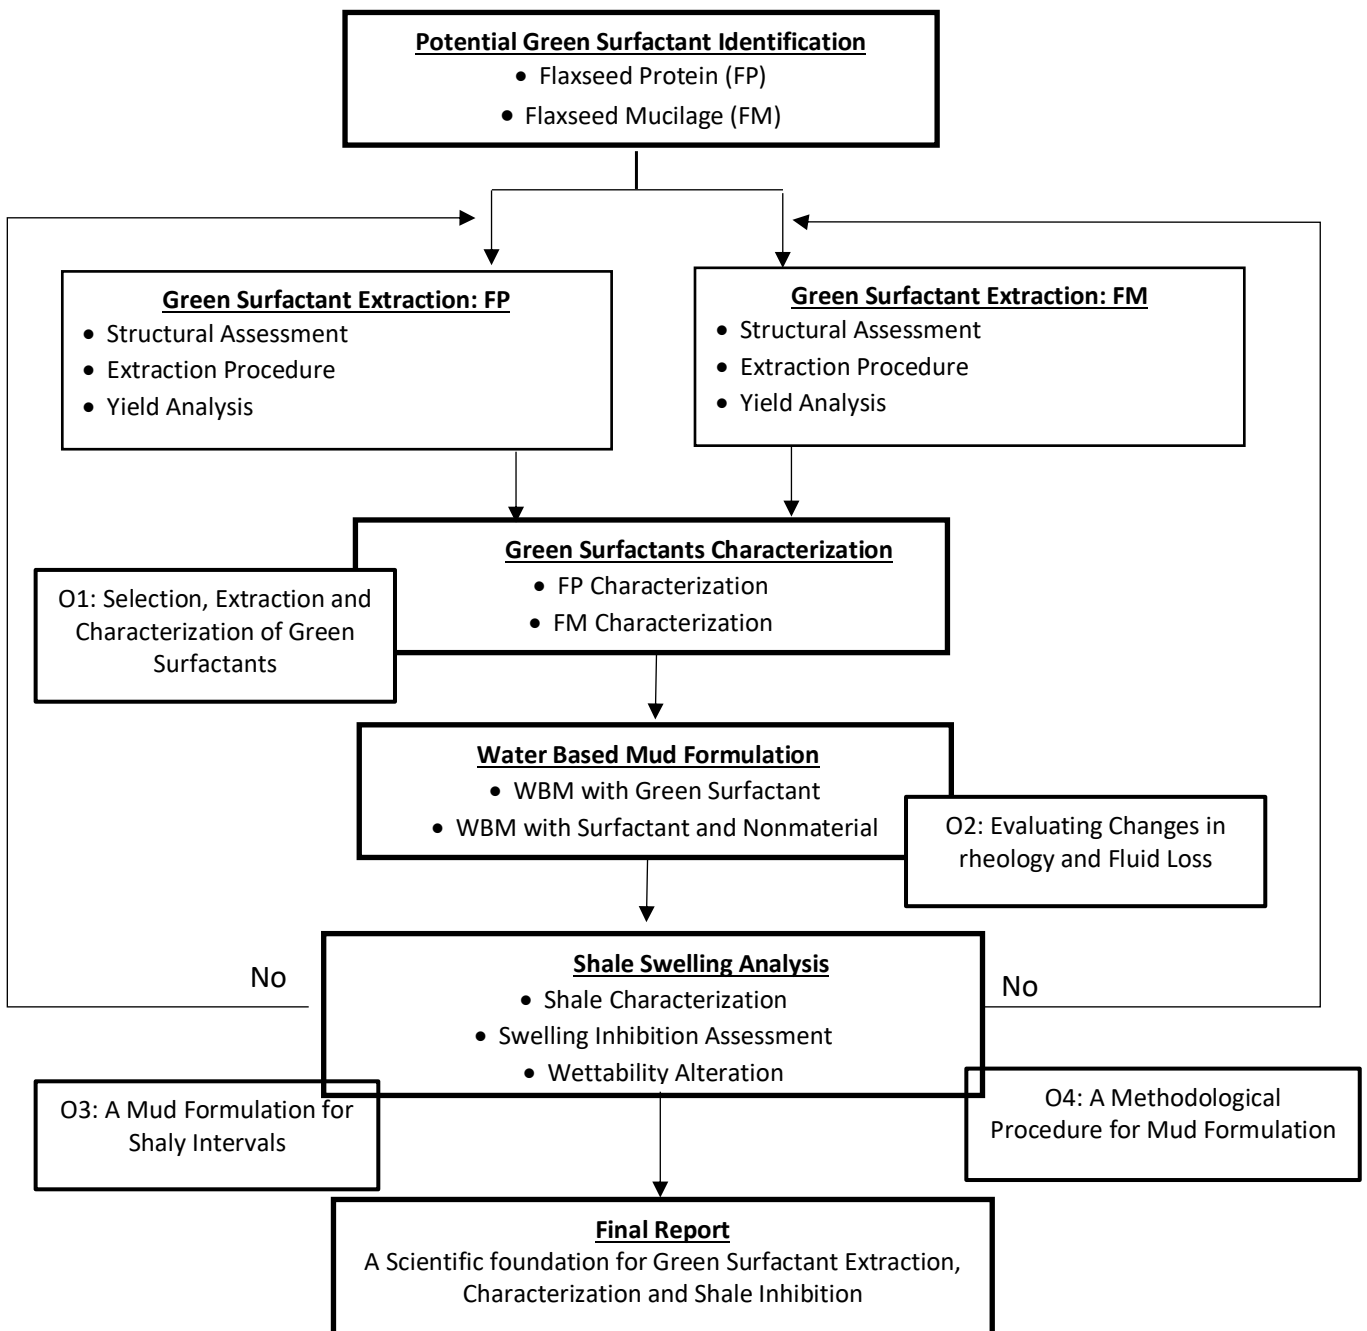 Potential Green Surfactant Identification
• Flaxseed Protein (FP)
• Flaxseed Mucilage (FM)
Green Surfactant Extraction: FP
• Structural Assessment
• Extraction Procedure
• Yield Analysis
Green Surfactant Extraction: FM
• Structural Assessment
• Extraction Procedure
• Yield Analysis
Green Surfactants Characterization
• FP Characterization
• FM Characterization
O1: Selection, Extraction and
Characterization of Green
Surfactants
Water Based Mud Formulation
• WBM with Green Surfactant
• WBM with Surfactant and Nonmaterial
O2: Evaluating Changes in
rheology and Fluid Loss
No
Shale Swelling Analysis
• Shale Characterization
• Swelling Inhibition Assessment
• Wettability Alteration
No
O3: A Mud Formulation for
Shaly Intervals
O4: A Methodological
Procedure for Mud Formulation
Final Report
A Scientific foundation for Green Surfactant Extraction,
Characterization and Shale Inhibition